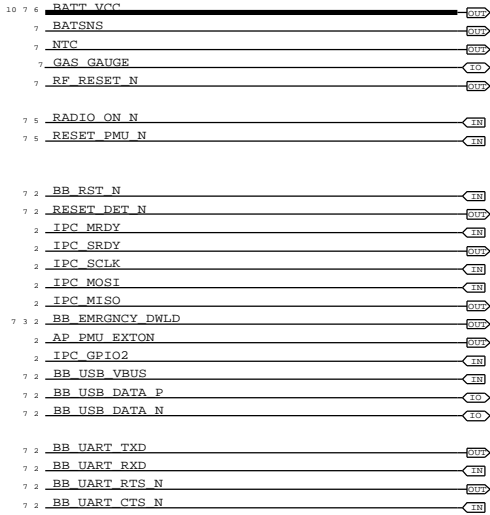 10 7 6 BATT_VCC OUT
7 BATSNS OUT
7 NTC OUT
7 GAS_GAUGE IO
7 RF_RESET_N OUT
7 5 RADIO_ON_N IN
7 5 RESET_PMU_N IN
7 2 BB_RST_N IN
7 2 RESET_DET_N OUT
2 IPC_MRDY IN
2 IPC_SRDY OUT
2 IPC_SCLK IN
2 IPC_MOSI IN
2 IPC_MISO OUT
7 3 2 BB_EMRGNCY_DWLD OUT
2 AP_PMU_EXTON OUT
2 IPC_GPIO2 IN
7 2 BB_USB_VBUS IN
7 2 BB_USB_DATA_P IO
7 2 BB_USB_DATA_N IO
7 2 BB_UART_TXD OUT
7 2 BB_UART_RXD IN
7 2 BB_UART_RTS_N OUT
7 2 BB_UART_CTS_N IN